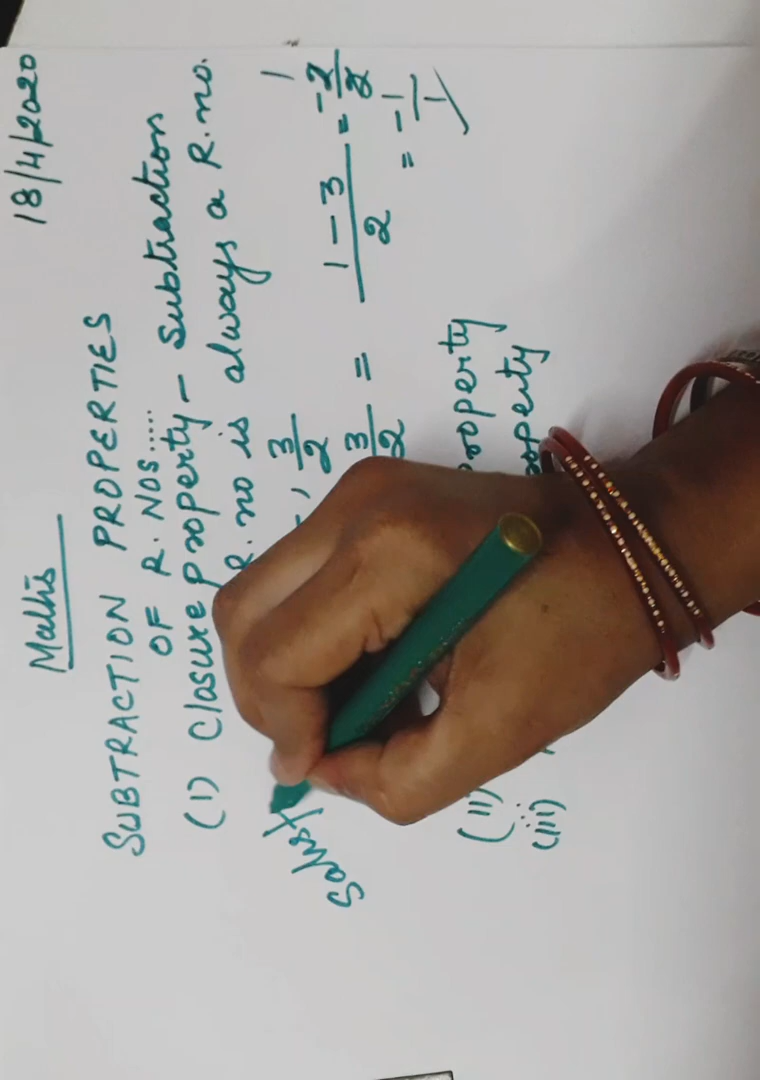 18/4/2020
Maths
SUBTRACTION PROPERTIES
OF R. NOS.....
(1) Closure property - Subtraction
R. no is always a R. no.
, 3/2
3/2 = 1 - 3 / 2 = - 2/2
= - 1/1
(ii) property
(iii) property